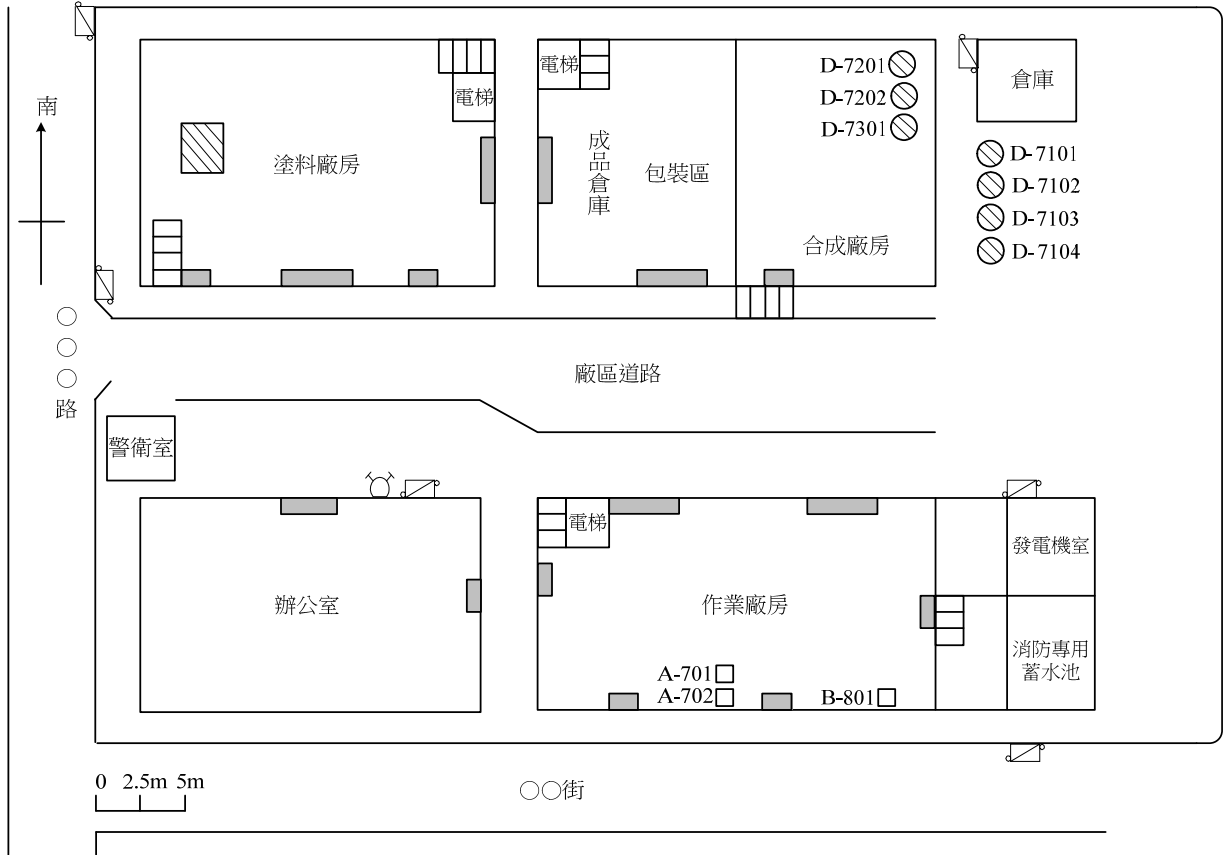 南
電梯
塗料廠房
電梯
成品倉庫
包裝區
D-7201
D-7202
D-7301
合成廠房
倉庫
D-7101
D-7102
D-7103
D-7104
○○○路
廠區道路
警衛室
辦公室
電梯
作業廠房
發電機室
消防專用
蓄水池
A-701
A-702
B-801
0 2.5m 5m
○○街